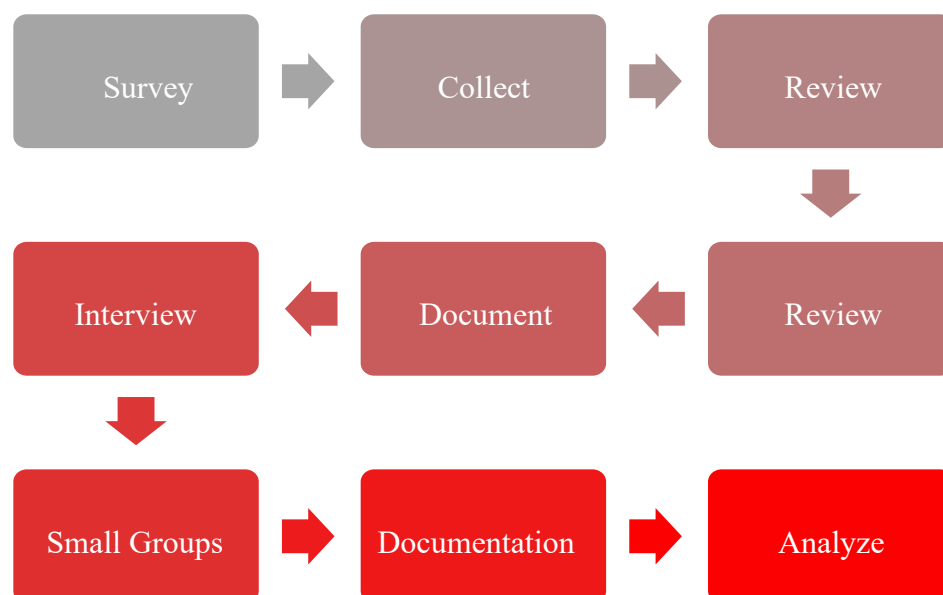 Survey
Collect
Review
Review
Document
Interview
Small Groups
Documentation
Analyze